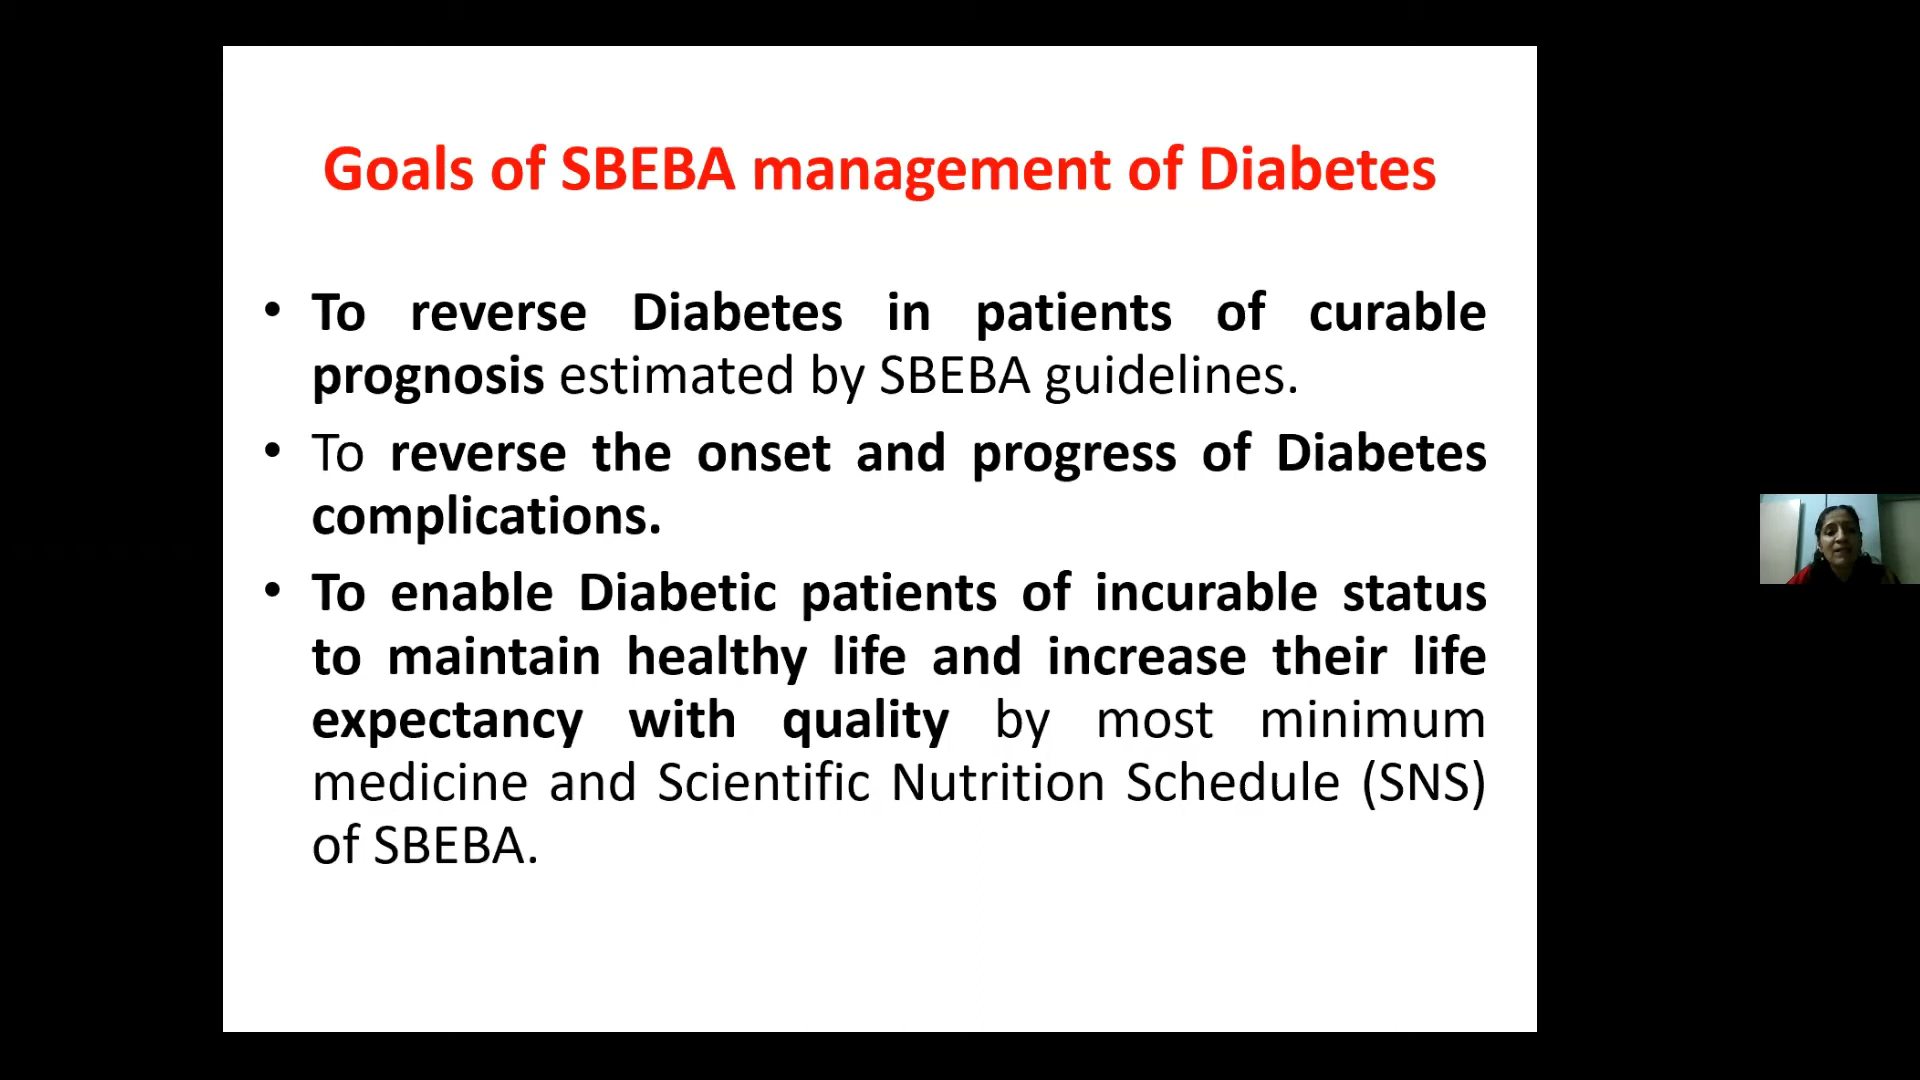 Goals of SBEBA management of Diabetes
• To reverse Diabetes in patients of curable
prognosis estimated by SBEBA guidelines.
• To reverse the onset and progress of Diabetes
complications.
• To enable Diabetic patients of incurable status
to maintain healthy life and increase their life
expectancy with quality by most minimum
medicine and Scientific Nutrition Schedule (SNS)
of SBEBA.